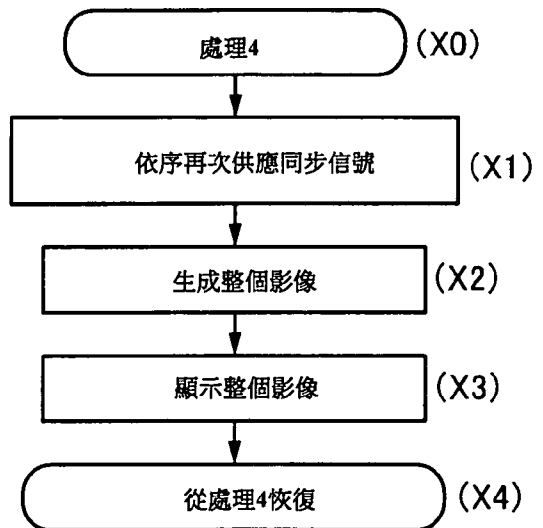 處理4 (X0)
依序再次供應同步信號 (X1)
生成整個影像 (X2)
顯示整個影像 (X3)
從處理4恢復 (X4)